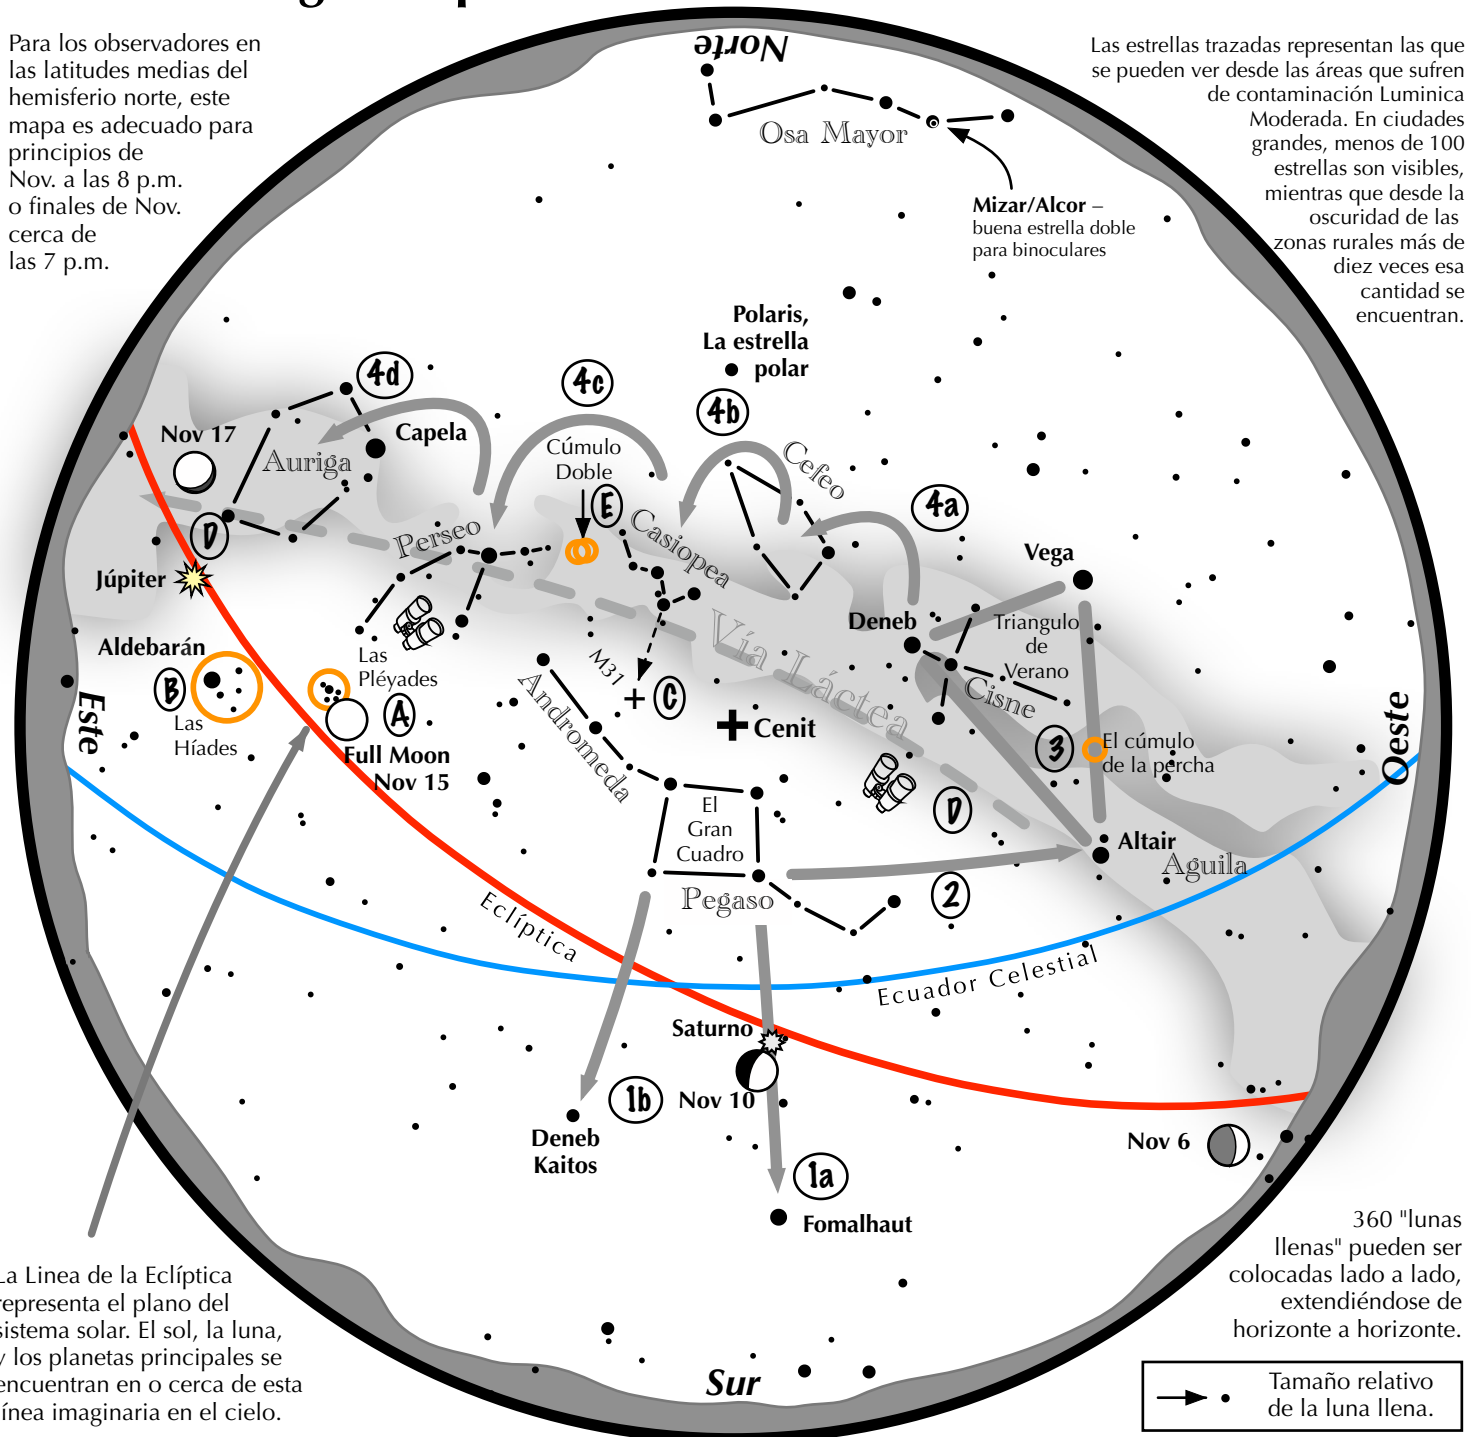 Para los observadores en
las latitudes medias del
hemisferio norte, este
mapa es adecuado para
principios de
Nov. a las 8 p.m.
o finales de Nov.
cerca de
las 7 p.m.
Las estrellas trazadas representan las que
se pueden ver desde las áreas que sufren
de contaminación Luminica
Moderada. En ciudades
grandes, menos de 100
estrellas son visibles,
mientras que desde la
oscuridad de las
zonas rurales más de
diez veces esa
cantidad se
encuentran.
Norte
Osa Mayor
Mizar/Alcor –
buena estrella doble
para binoculares
Polaris,
La estrella
polar
4d
4c
4b
4a
Nov 17
Auriga
Capela
Cúmulo
Doble
E
Cefeo
Casiopea
Perseo
D
Júpiter
Vega
Deneb
Triangulo
de
Verano
Cisne
Vía Láctea
Aldebarán
B
Las
Híades
Las
Pléyades
A
Full Moon
Nov 15
M31
C
Andromeda
Cenit
Este
Oeste
3
El cúmulo
de la percha
D
El
Gran
Cuadro
Pegaso
Altair
Aguila
2
Eclíptica
Ecuador Celestial
Saturno
Nov 10
1b
Deneb
Kaitos
1a
Fomalhaut
Nov 6
Sur
La Linea de la Eclíptica
representa el plano del
sistema solar. El sol, la luna,
y los planetas principales se
encuentran en o cerca de esta
línea imaginaria en el cielo.
360 "lunas
llenas" pueden ser
colocadas lado a lado,
extendiéndose de
horizonte a horizonte.
Tamaño relativo
de la luna llena.